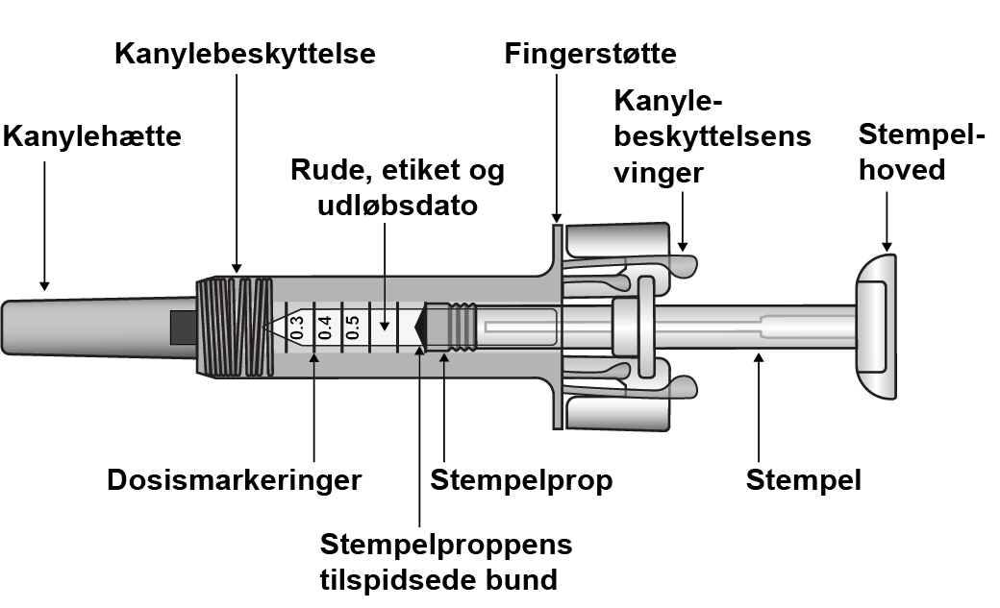 Kanylebeskyttelse
Fingerstøtte
Kanyle-
beskyttelsens
vinger
Kanylehætte
Stempel-
hoved
Rude, etiket og
udløbsdato
0.3
0.4
0.5
Dosismarkeringer
Stempelprop
Stempel
Stempelproppens
tilspidsede bund